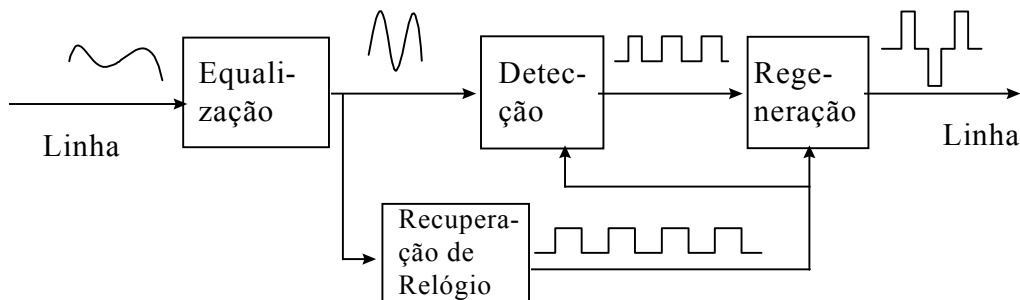 Linha
Equali-
zação
Detec-
ção
Rege-
neração
Linha
Recupera-
ção de
Relógio